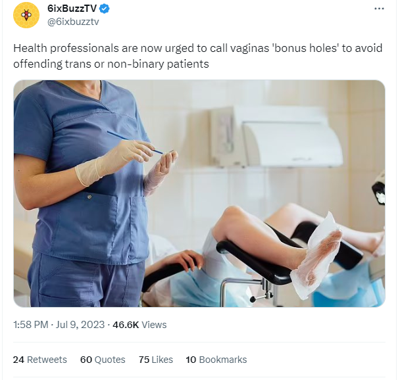 6ixBuzzTV
@6ixbuzztv
Health professionals are now urged to call vaginas 'bonus holes' to avoid
offending trans or non-binary patients
1:58 PM · Jul 9, 2023 · 46.6K Views
24 Retweets 60 Quotes 75 Likes 10 Bookmarks